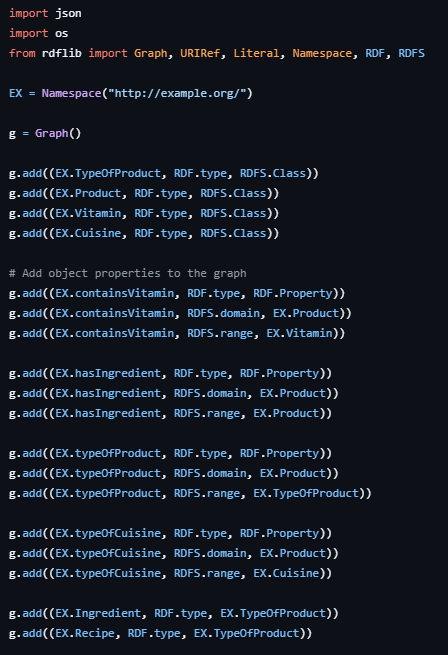 import json
import os
from rdflib import Graph, URIRef, Literal, Namespace, RDF, RDFS
EX = Namespace("http://example.org/")
g = Graph()
g.add((EX.TypeOfProduct, RDF.type, RDFS.Class))
g.add((EX.Product, RDF.type, RDFS.Class))
g.add((EX.Vitamin, RDF.type, RDFS.Class))
g.add((EX.Cuisine, RDF.type, RDFS.Class))
# Add object properties to the graph
g.add((EX.containsVitamin, RDF.type, RDF.Property))
g.add((EX.containsVitamin, RDFS.domain, EX.Product))
g.add((EX.containsVitamin, RDFS.range, EX.Vitamin))
g.add((EX.hasIngredient, RDF.type, RDF.Property))
g.add((EX.hasIngredient, RDFS.domain, EX.Product))
g.add((EX.hasIngredient, RDFS.range, EX.Product))
g.add((EX.typeOfProduct, RDF.type, RDF.Property))
g.add((EX.typeOfProduct, RDFS.domain, EX.Product))
g.add((EX.typeOfProduct, RDFS.range, EX.TypeOfProduct))
g.add((EX.typeOfCuisine, RDF.type, RDF.Property))
g.add((EX.typeOfCuisine, RDFS.domain, EX.Product))
g.add((EX.typeOfCuisine, RDFS.range, EX.Cuisine))
g.add((EX.Ingredient, RDF.type, EX.TypeOfProduct))
g.add((EX.Recipe, RDF.type, EX.TypeOfProduct))